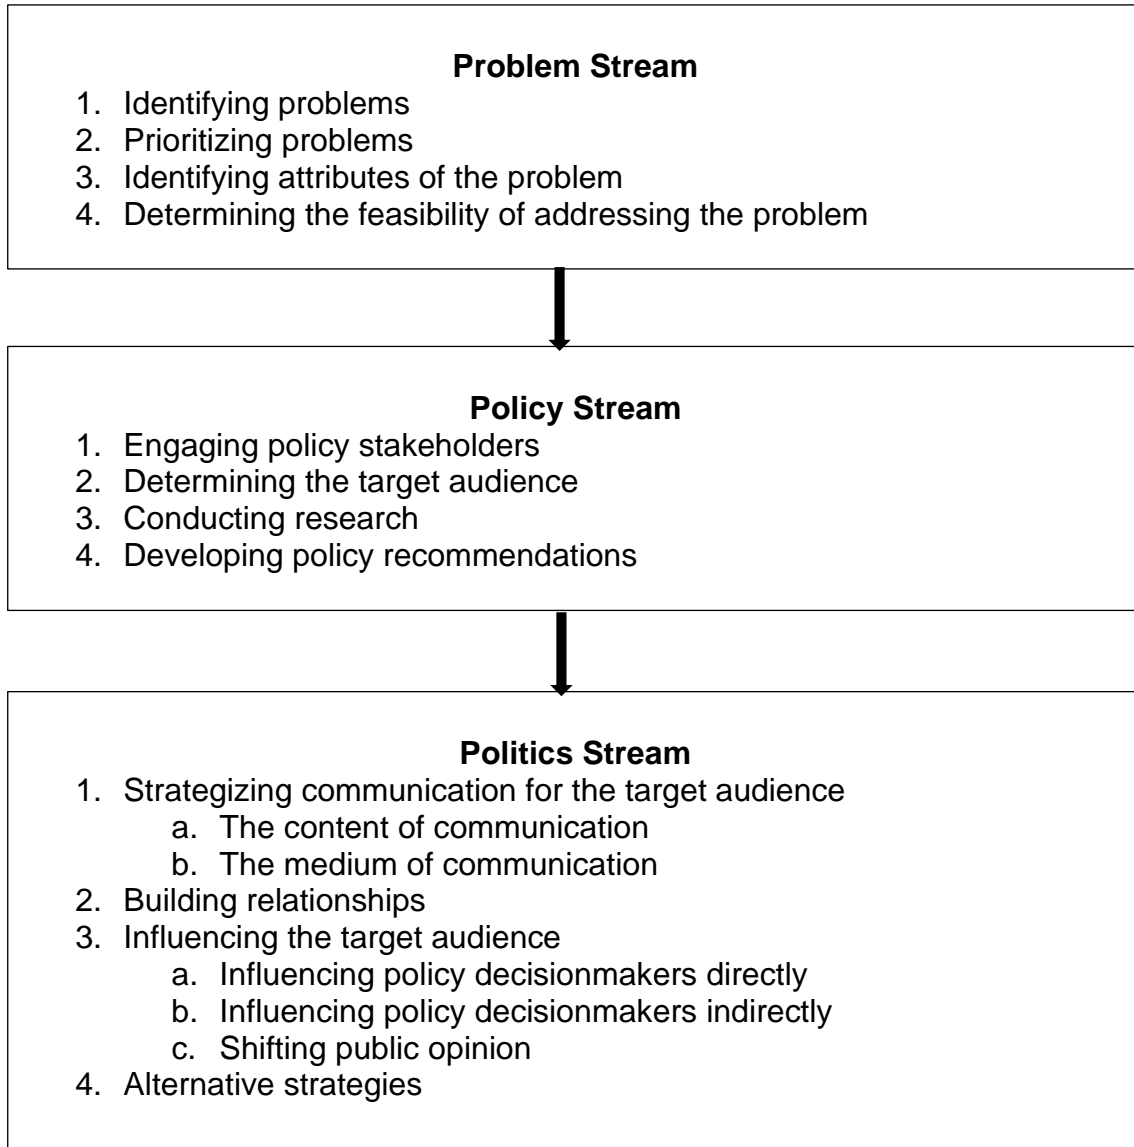 Problem Stream
1. Identifying problems
2. Prioritizing problems
3. Identifying attributes of the problem
4. Determining the feasibility of addressing the problem
Policy Stream
1. Engaging policy stakeholders
2. Determining the target audience
3. Conducting research
4. Developing policy recommendations
Politics Stream
1. Strategizing communication for the target audience
a. The content of communication
b. The medium of communication
2. Building relationships
3. Influencing the target audience
a. Influencing policy decisionmakers directly
b. Influencing policy decisionmakers indirectly
c. Shifting public opinion
4. Alternative strategies